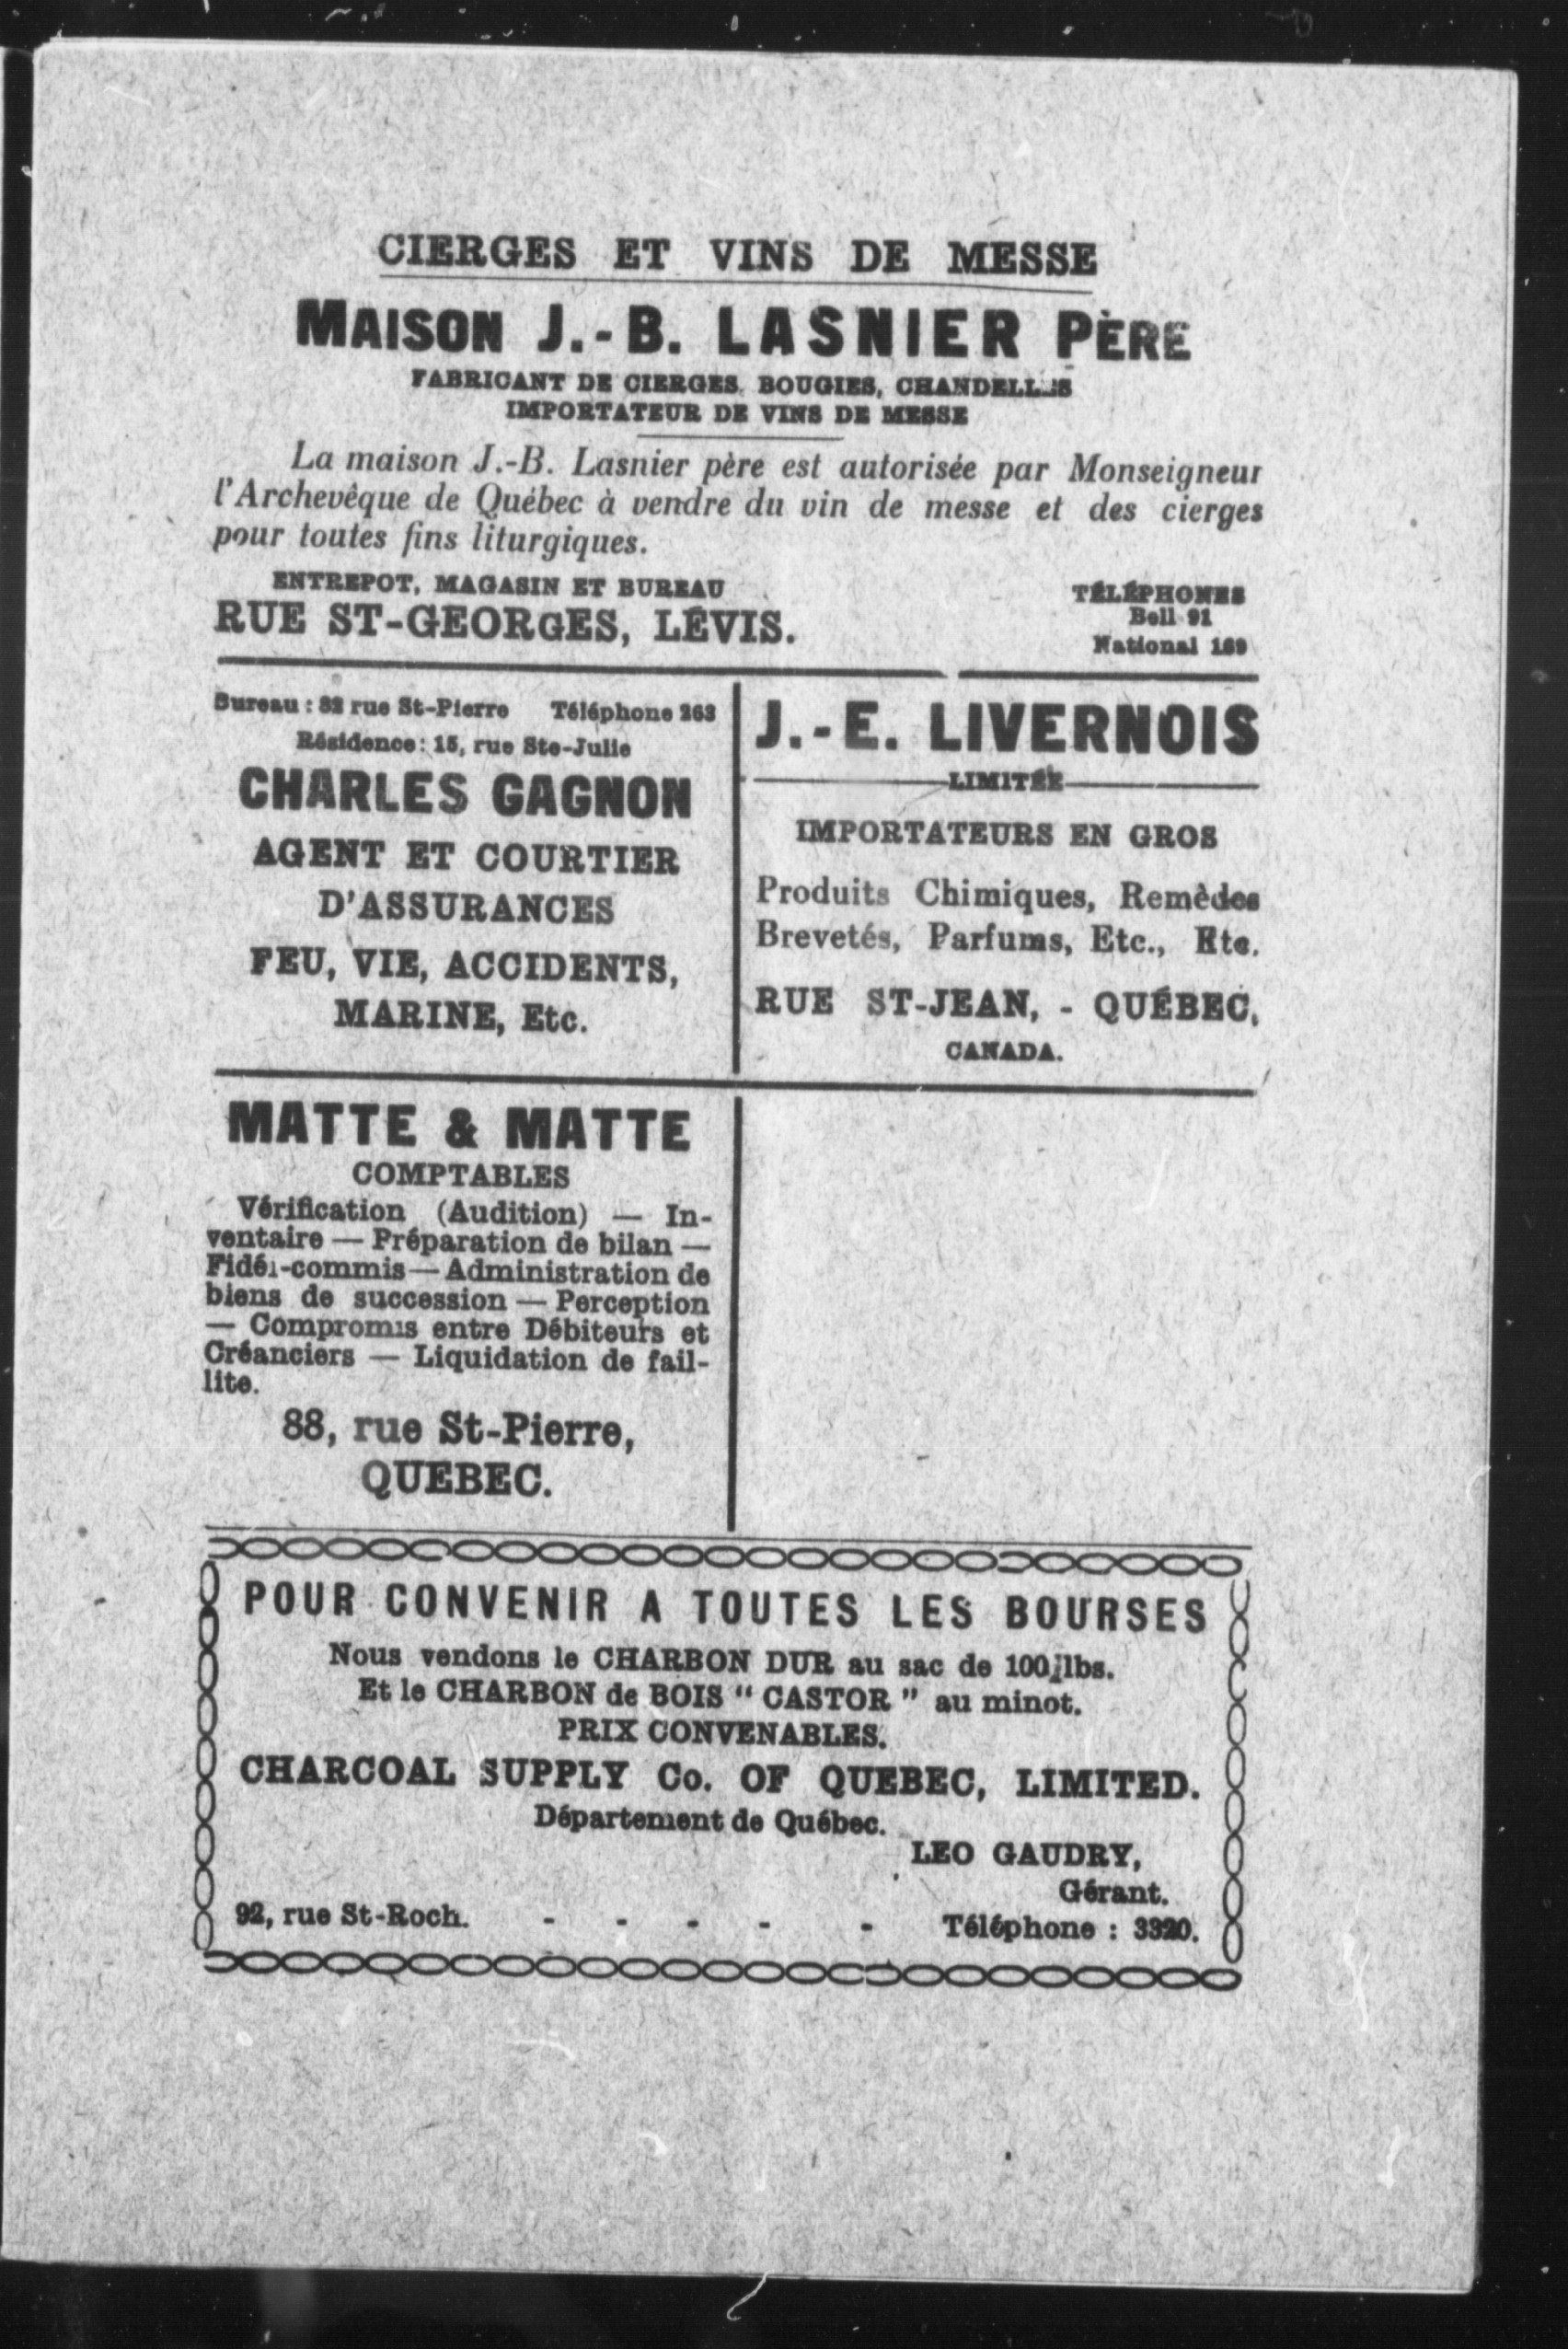 CIERGES ET VINS DE MESSE
MAISON J.-B. LASNIER PÈRE
FABRICANT DE CIERGES, BOUGIES, CHANDELLES
IMPORTATEUR DE VINS DE MESSE
La maison J.-B. Lasnier père est autorisée par Monseigneur
l'Archevêque de Québec à vendre du vin de messe et des cierges
pour toutes fins liturgiques.
ENTREPOT, MAGASIN ET BUREAU
RUE ST-GEORGES, LÉVIS.
TÉLÉPHONES
Bell 91
National 169
Bureau : 82 rue St-Pierre Téléphone 263
Résidence: 15, rue Ste-Julie
CHARLES GAGNON
AGENT ET COURTIER
D'ASSURANCES
FEU, VIE, ACCIDENTS,
MARINE, Etc.
J.-E. LIVERNOIS
LIMITÉE
IMPORTATEURS EN GROS
Produits Chimiques, Remèdes
Brevetés, Parfums, Etc., Etc.
RUE ST-JEAN, - QUÉBEC,
CANADA.
MATTE & MATTE
COMPTABLES
Vérification (Audition) — In-
ventaire — Préparation de bilan —
Fidéi-commis — Administration de
biens de succession — Perception
— Compromis entre Débiteurs et
Créanciers — Liquidation de fail-
lite.
88, rue St-Pierre,
QUEBEC.
POUR CONVENIR A TOUTES LES BOURSES
Nous vendons le CHARBON DUR au sac de 100 lbs.
Et le CHARBON de BOIS " CASTOR " au minot.
PRIX CONVENABLES.
CHARCOAL SUPPLY Co. OF QUEBEC, LIMITED.
Département de Québec.
LEO GAUDRY,
Gérant.
92, rue St-Roch. - - - - - Téléphone : 3320.